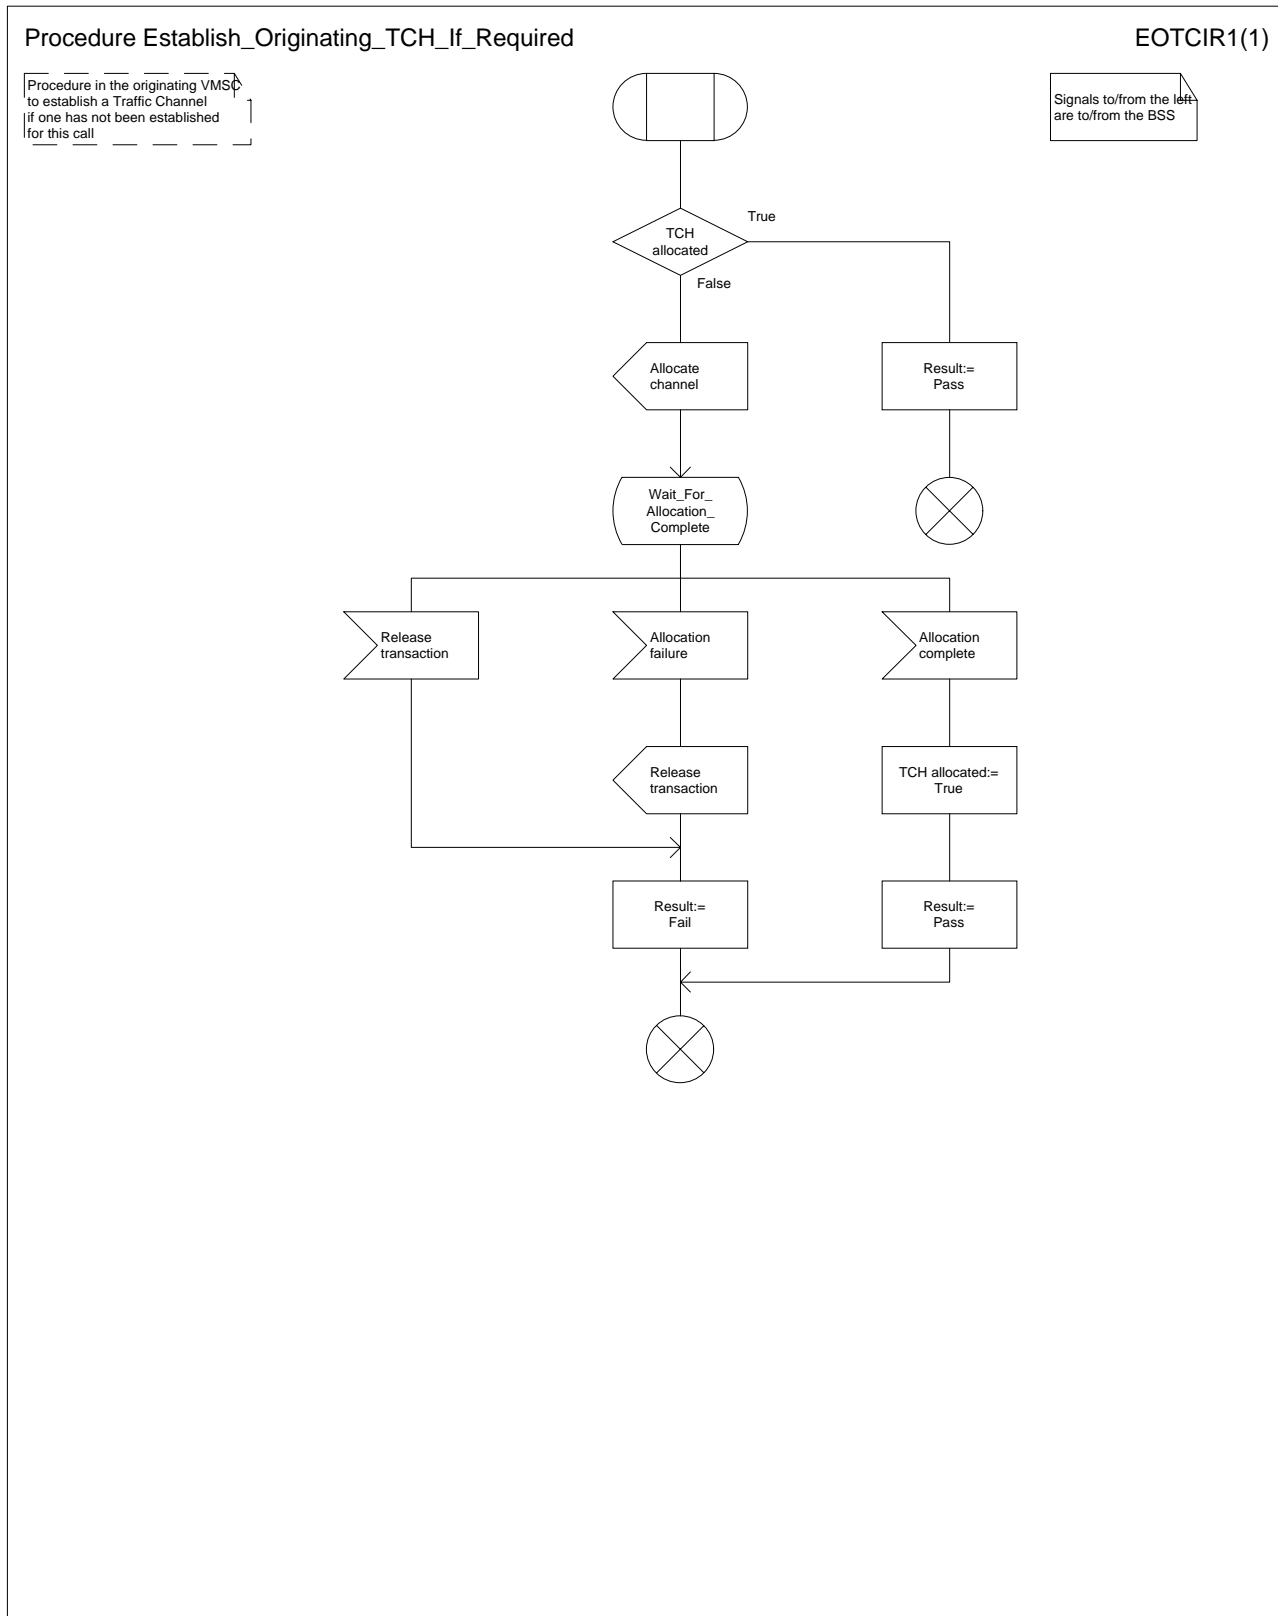 Procedure Establish_Originating_TCH_If_Required
EOTCIR1(1)
Procedure in the originating VMSC
to establish a Traffic Channel
if one has not been established
for this call
Signals to/from the left
are to/from the BSS
TCH
allocated
True
False
Allocate
channel
Result:=
Pass
Wait_For_
Allocation_
Complete
Release
transaction
Allocation
failure
Allocation
complete
Release
transaction
TCH allocated:=
True
Result:=
Fail
Result:=
Pass